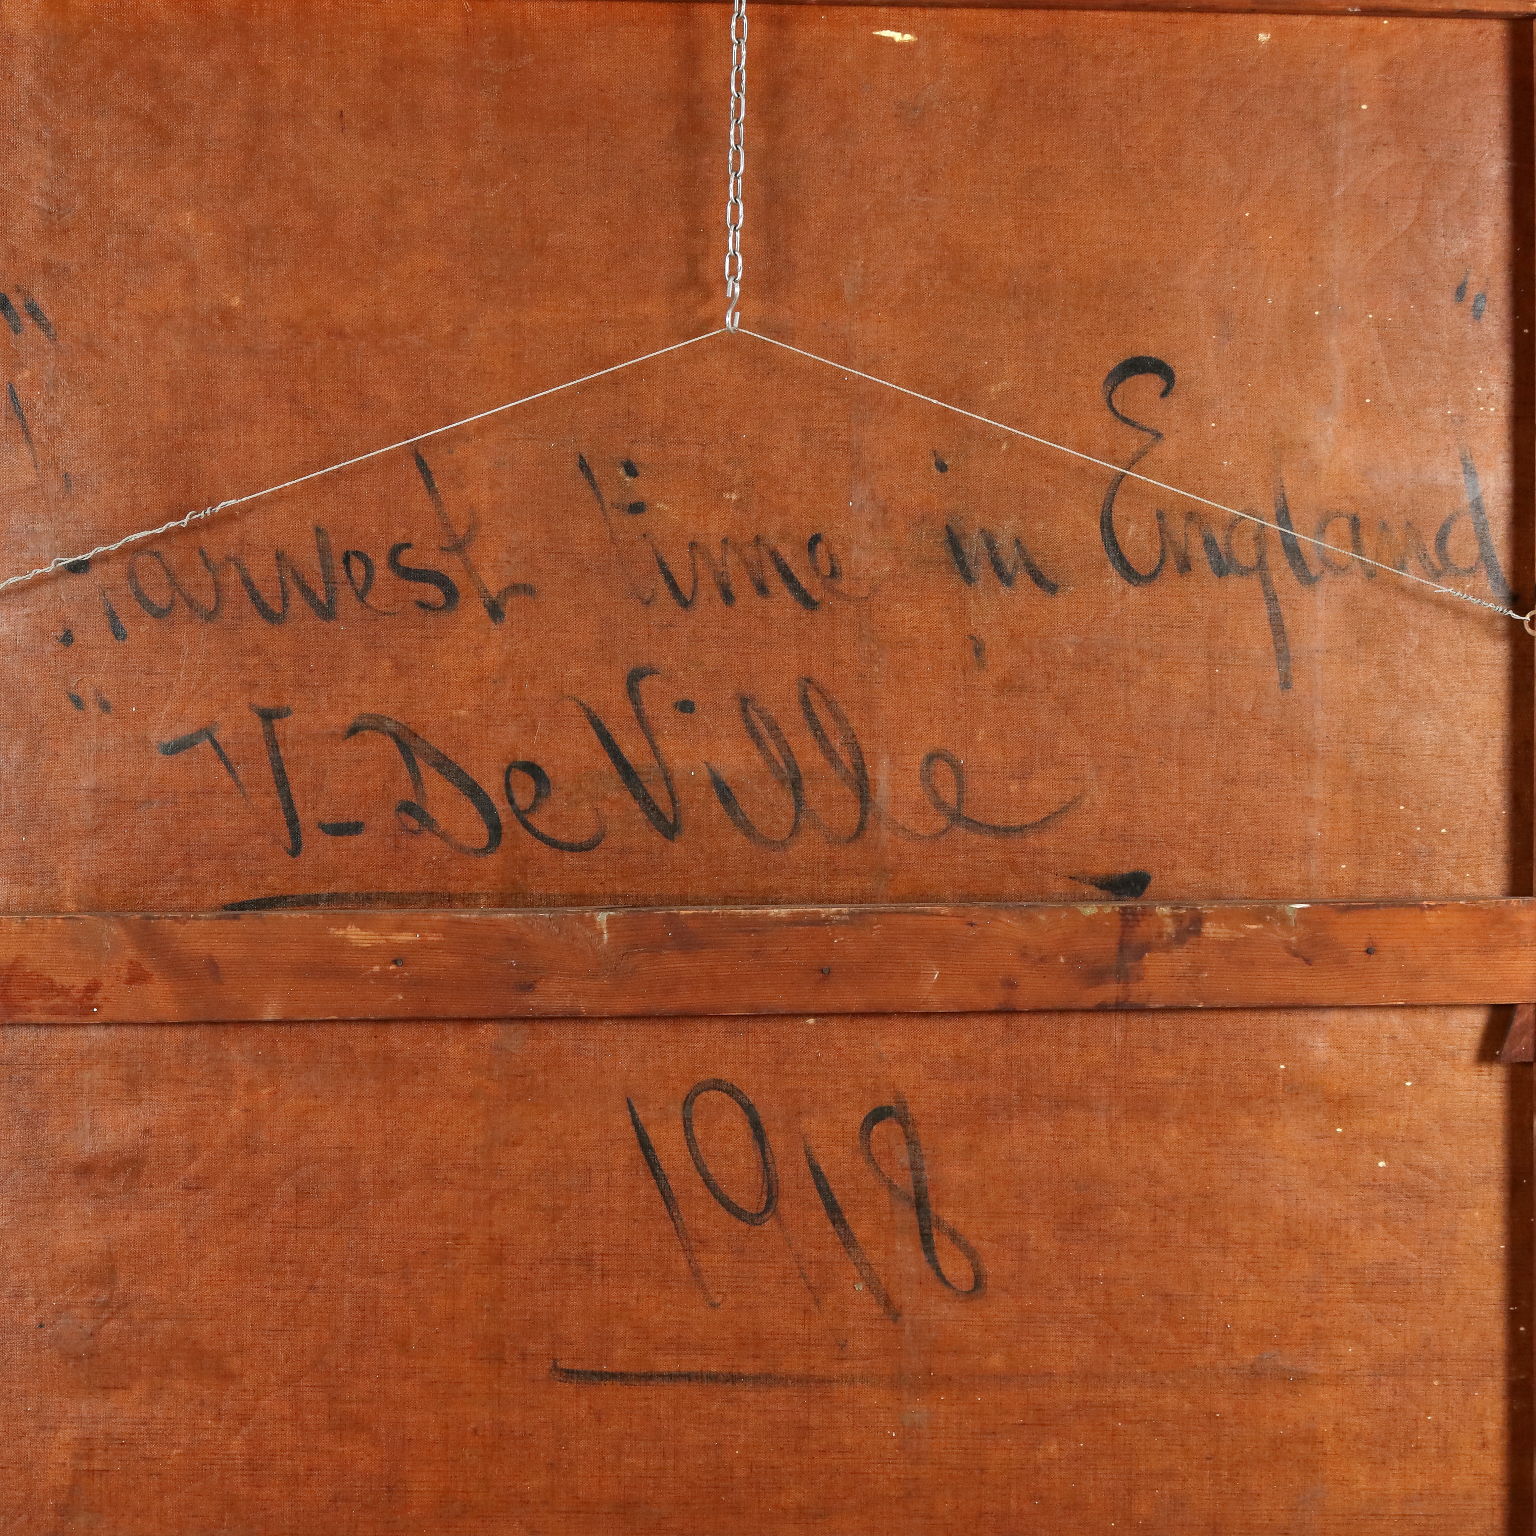 "Harvest time in England"
"V-DeVille
1918